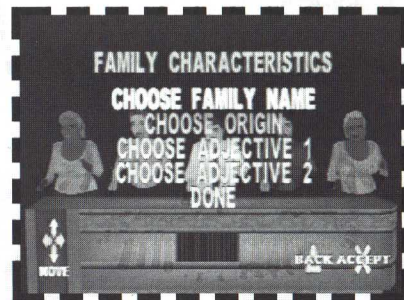 FAMILY CHARACTERISTICS
CHOOSE FAMILY NAME
CHOOSE ORIGIN
CHOOSE ADJECTIVE 1
CHOOSE ADJECTIVE 2
DONE
MOVE
BACK ACCEPT